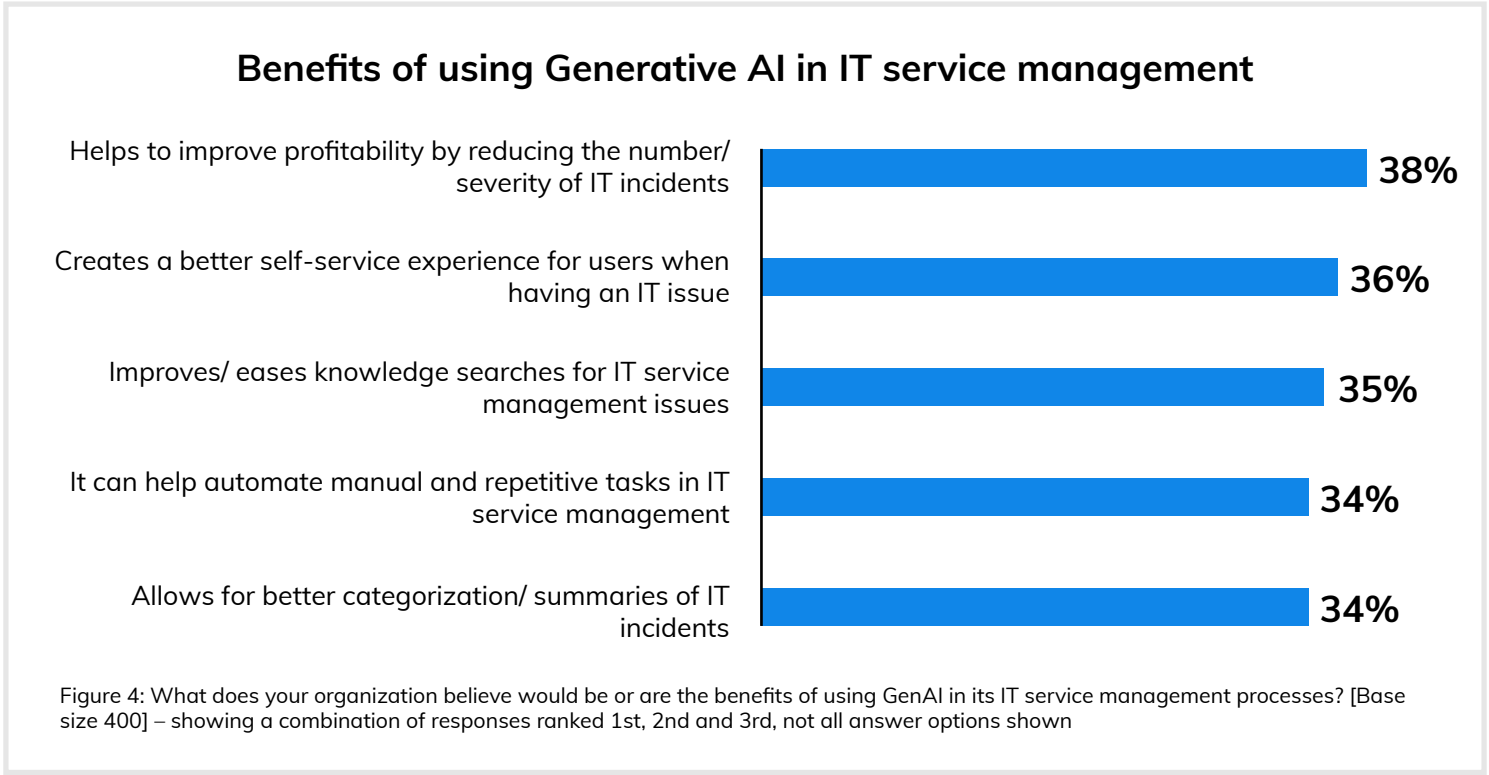 Benefits of using Generative AI in IT service management
Helps to improve profitability by reducing the number/
severity of IT incidents
38%
Creates a better self-service experience for users when
having an IT issue
36%
Improves/ eases knowledge searches for IT service
management issues
35%
It can help automate manual and repetitive tasks in IT
service management
34%
Allows for better categorization/ summaries of IT
incidents
34%
Figure 4: What does your organization believe would be or are the benefits of using GenAI in its IT service management processes? [Base
size 400] – showing a combination of responses ranked 1st, 2nd and 3rd, not all answer options shown